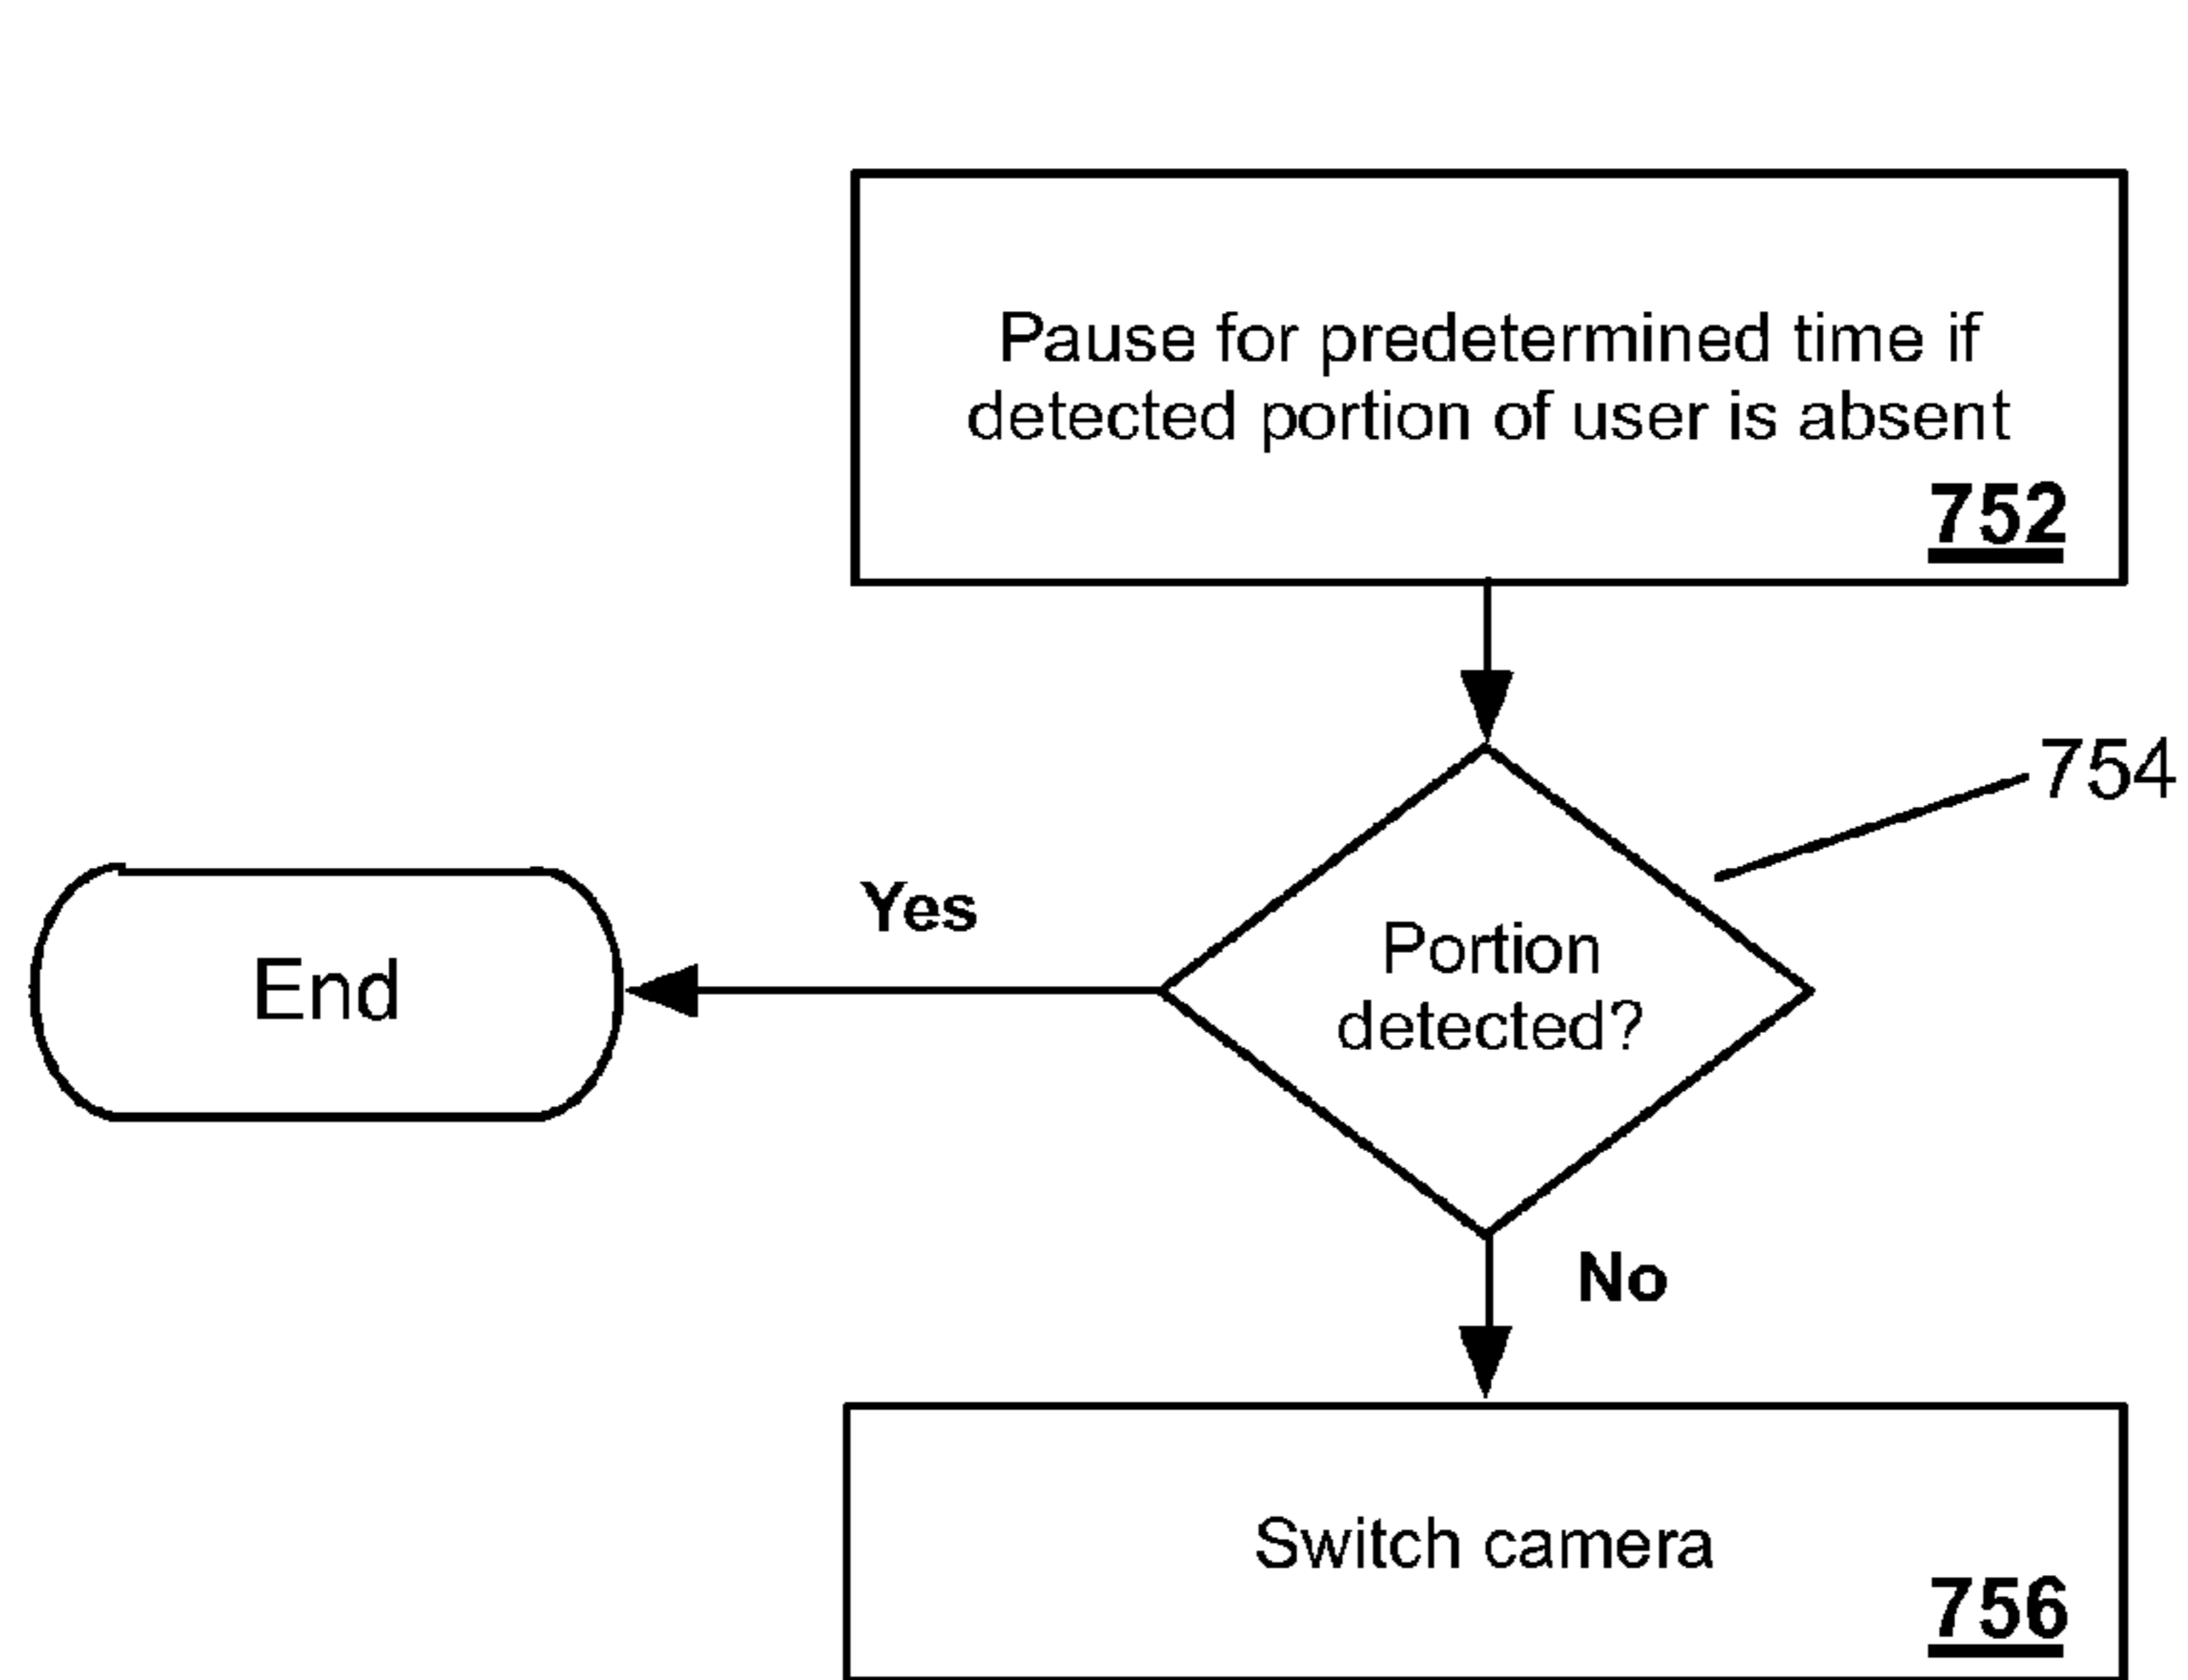 Pause for predetermined time if
detected portion of user is absent
752
754
Yes
Portion
detected?
End
No
Switch camera
756